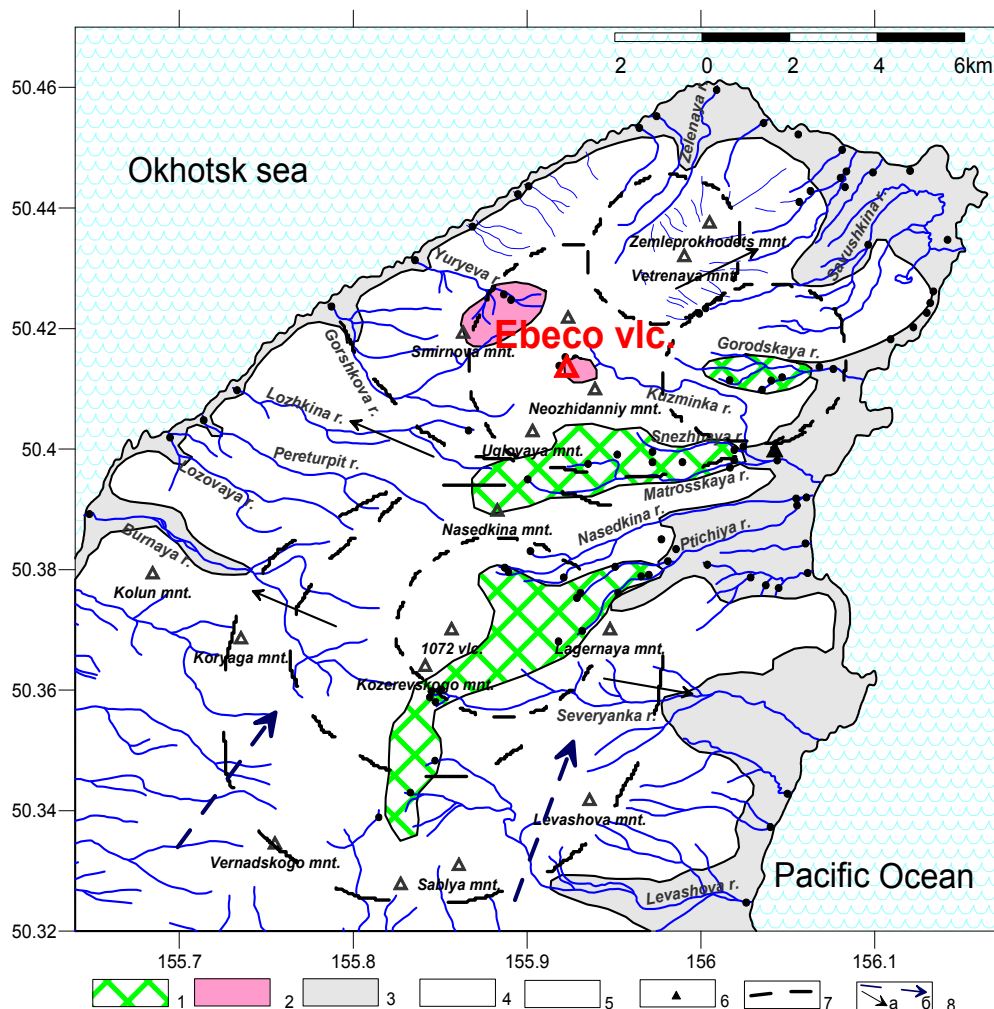 2 0 2 4 6km
50.46
50.44
50.42
50.4
50.38
50.36
50.34
50.32
Okhotsk sea
Zelenaya r.
Savushkina r.
Zemleprokhodets mnt.
Vetrenaya mnt.
Yuryeva r.
Ebeco vlc.
Smirnova mnt.
Gorodskaya r.
Gorshkova r.
Kuzminka r.
Neozhidanniy mnt.
Lozhkina r.
Snezhnaya r.
Uglovaya mnt.
Pereturpit r.
Matrosskaya r.
Lozovaya r.
Nasedkina mnt.
Nasedkina r.
Ptichiya r.
Burnaya r.
Kolun mnt.
1072 vlc.
Lagernaya mnt.
Koryaga mnt.
Kozerevskogo mnt.
Severyanka r.
Levashova mnt.
Vernadskogo mnt.
Sablya mnt.
Pacific Ocean
Levashova r.
155.7 155.8 155.9 156 156.1
1 2 3 4 5 6 7 а б 8